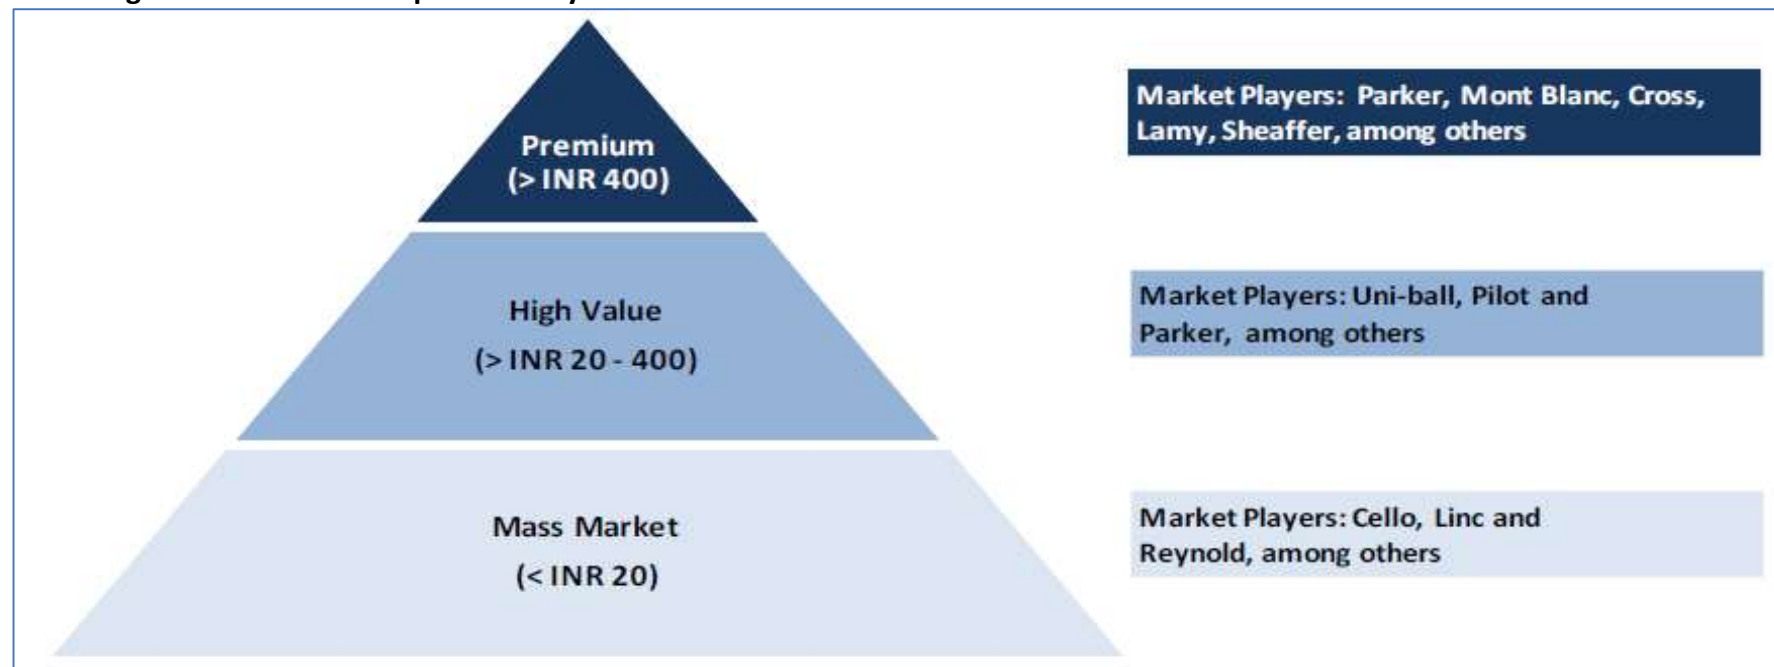 Premium
(> INR 400)
Market Players: Parker, Mont Blanc, Cross,
Lamy, Sheaffer, among others
High Value
(> INR 20 - 400)
Market Players: Uni-ball, Pilot and
Parker, among others
Mass Market
(< INR 20)
Market Players: Cello, Linc and
Reynold, among others